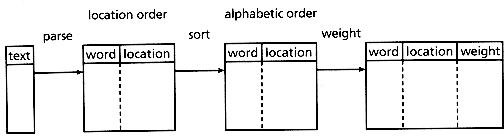 location order
alphabetic order
parse
sort
weight
text
word location
word location
word location weight